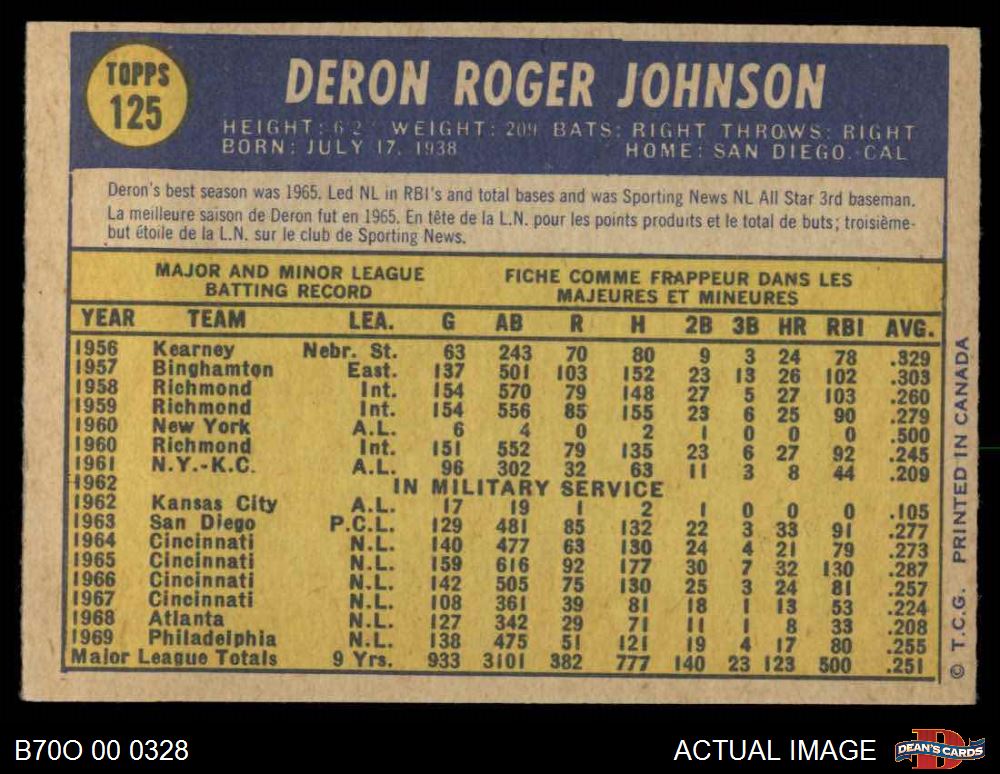 TOPPS
125
DERON ROGER JOHNSON
HEIGHT: 6'2" WEIGHT: 209 BATS: RIGHT THROWS: RIGHT
BORN: JULY 17, 1938 HOME: SAN DIEGO, CAL
Deron's best season was 1965. Led NL in RBI's and total bases and was Sporting News NL All Star 3rd baseman.
La meilleure saison de Deron fut en 1965. En tête de la L.N. pour les points produits et le total de buts; troisième-
but étoile de la L.N. sur le club de Sporting News.
MAJOR AND MINOR LEAGUE FICHE COMME FRAPPEUR DANS LES
BATTING RECORD MAJEURES ET MINEURES
YEAR TEAM LEA. G AB R H 2B 3B HR RBI AVG.
1956 Kearney Nebr. St. 63 243 70 80 9 3 24 78 .329
1957 Binghamton East. 137 501 103 152 23 13 26 102 .303
1958 Richmond Int. 154 570 79 148 27 5 27 103 .260
1959 Richmond Int. 154 556 85 155 23 6 25 90 .279
1960 New York A.L. 6 4 0 2 1 0 0 0 .500
1960 Richmond Int. 151 552 79 135 23 6 27 92 .245
1961 N.Y.-K.C. A.L. 96 302 32 63 11 3 8 44 .209
1962 IN MILITARY SERVICE
1962 Kansas City A.L. 17 19 1 2 1 0 0 0 .105
1963 San Diego P.C.L. 129 481 85 132 22 3 33 91 .277
1964 Cincinnati N.L. 140 477 63 130 24 4 21 79 .273
1965 Cincinnati N.L. 159 616 92 177 30 7 32 130 .287
1966 Cincinnati N.L. 142 505 75 130 25 3 24 81 .257
1967 Cincinnati N.L. 108 361 39 81 18 1 13 53 .224
1968 Atlanta N.L. 127 342 29 71 11 1 8 33 .208
1969 Philadelphia N.L. 138 475 51 121 19 4 17 80 .255
Major League Totals 9 Yrs. 933 3101 382 777 140 23 123 500 .251
© T.C.G. PRINTED IN CANADA
B70O 00 0328
ACTUAL IMAGE
D
DEAN'S CARDS